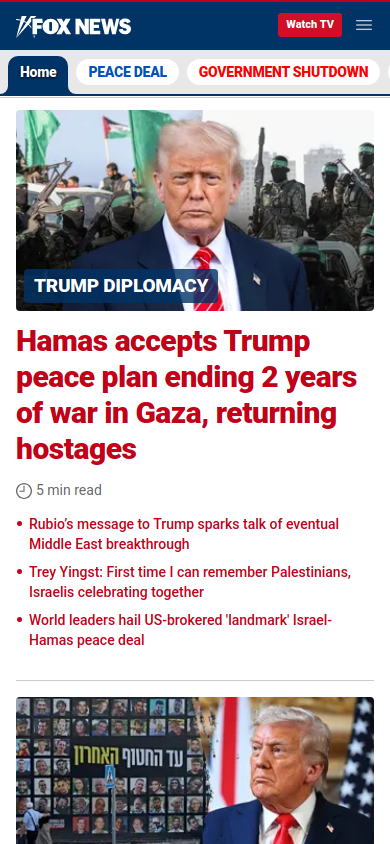 FOX NEWS
Watch TV
Home
PEACE DEAL
GOVERNMENT SHUTDOWN
TRUMP DIPLOMACY
Hamas accepts Trump
peace plan ending 2 years
of war in Gaza, returning
hostages
5 min read
Rubio's message to Trump sparks talk of eventual
Middle East breakthrough
Trey Yingst: First time I can remember Palestinians,
Israelis celebrating together
World leaders hail US-brokered 'landmark' Israel-
Hamas peace deal
עד החטוף האחרון